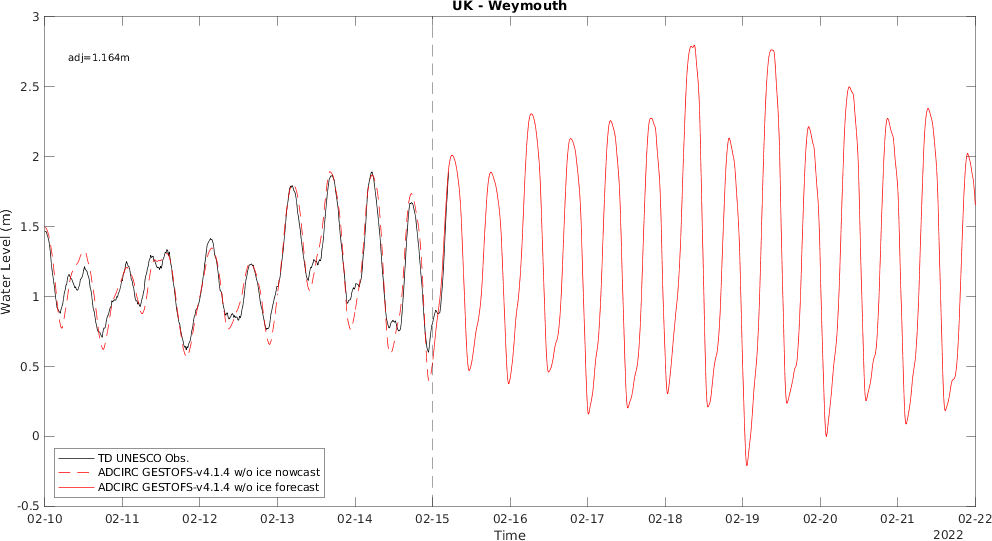 UK - Weymouth
adj=1.164m
3
2.5
2
1.5
1
0.5
0
-0.5
Water Level (m)
TD UNESCO Obs.
ADCIRC GESTOFS-v4.1.4 w/o ice nowcast
ADCIRC GESTOFS-v4.1.4 w/o ice forecast
02-10 02-11 02-12 02-13 02-14 02-15 02-16 02-17 02-18 02-19 02-20 02-21 02-22
Time
2022